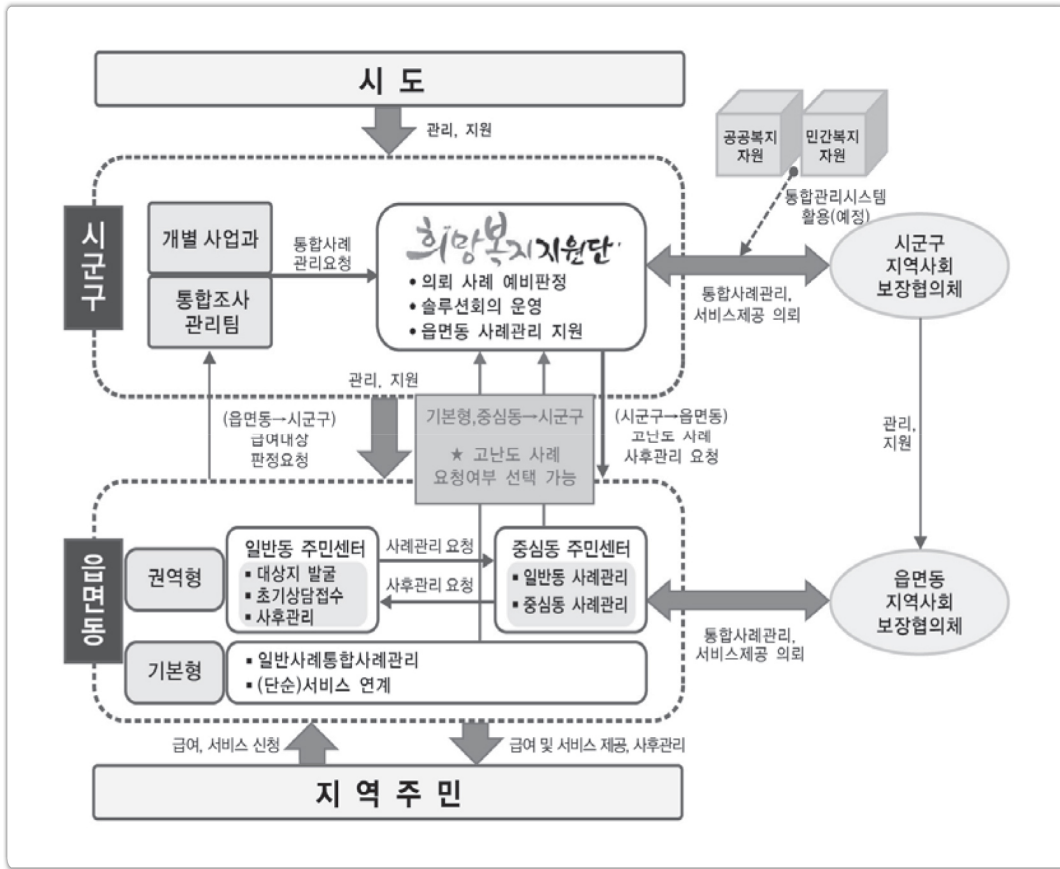 시 도
관리, 지원
공공복지
자원
민간복지
자원
통합관리시스템
활용(예정)
시군구
개별 사업과
통합조사
관리팀
통합사례
관리요청
희망복지지원단
• 의뢰 사례 예비판정
• 솔루션회의 운영
• 읍면동 사례관리 지원
통합사례관리,
서비스제공 의뢰
시군구
지역사회
보장협의체
(읍면동→시군구)
급여대상
판정요청
관리, 지원
기본형,중심동→시군구
★ 고난도 사례
요청여부 선택 가능
(시군구→읍면동)
고난도 사례
사후관리 요청
관리,
지원
읍면동
권역형
일반동 주민센터
▪ 대상지 발굴
▪ 초기상담접수
▪ 사후관리
사례관리 요청
사후관리 요청
중심동 주민센터
▪ 일반동 사례관리
▪ 중심동 사례관리
통합사례관리,
서비스제공 의뢰
읍면동
지역사회
보장협의체
기본형
▪ 일반사례통합사례관리
▪ (단순)서비스 연계
급여, 서비스 신청
급여 및 서비스 제공, 사후관리
지 역 주 민